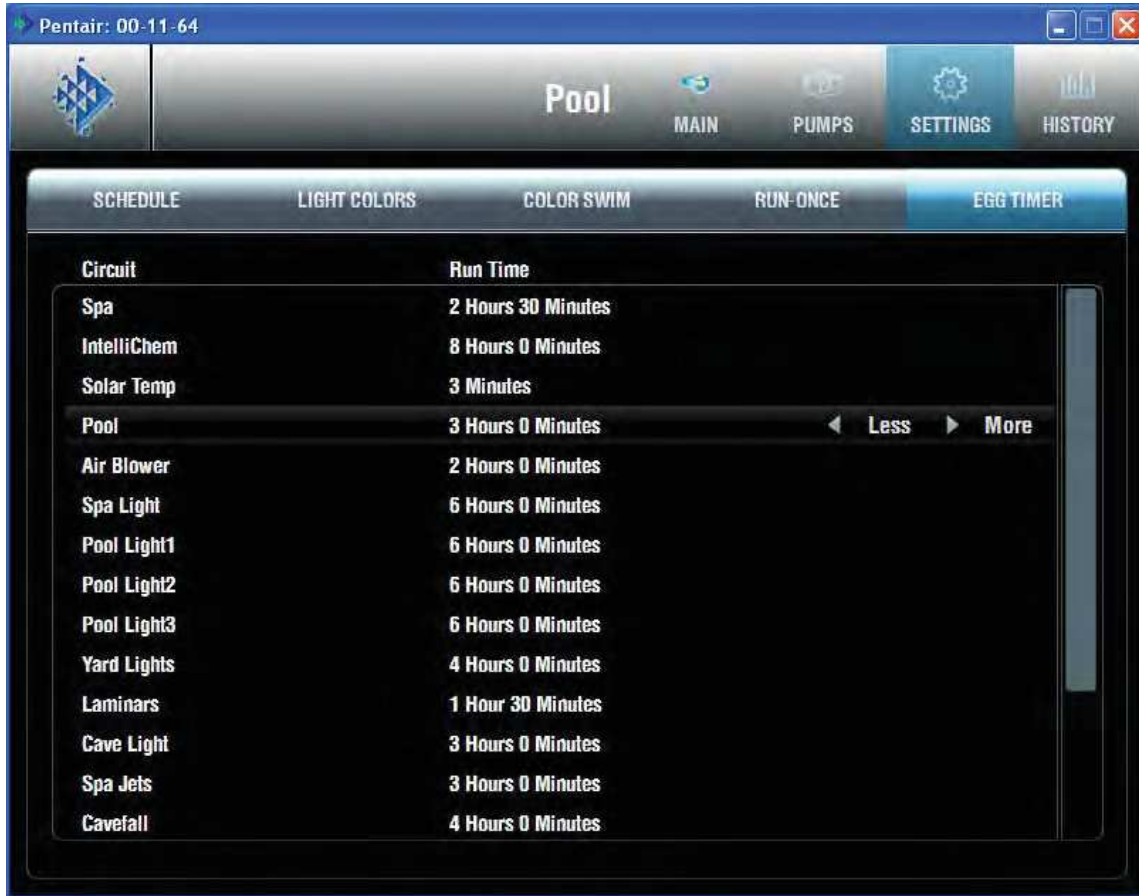 Pentair: 00-11-64
Pool
MAIN
PUMPS
SETTINGS
HISTORY
SCHEDULE
LIGHT COLORS
COLOR SWIM
RUN-ONCE
EGG TIMER
Circuit Run Time
Spa 2 Hours 30 Minutes
IntelliChem 8 Hours 0 Minutes
Solar Temp 3 Minutes
Pool 3 Hours 0 Minutes Less More
Air Blower 2 Hours 0 Minutes
Spa Light 6 Hours 0 Minutes
Pool Light1 6 Hours 0 Minutes
Pool Light2 6 Hours 0 Minutes
Pool Light3 6 Hours 0 Minutes
Yard Lights 4 Hours 0 Minutes
Laminars 1 Hour 30 Minutes
Cave Light 3 Hours 0 Minutes
Spa Jets 3 Hours 0 Minutes
Cavefall 4 Hours 0 Minutes